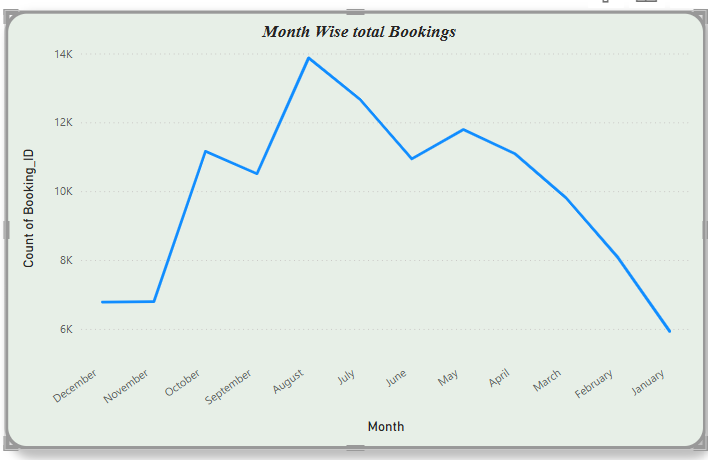 Month Wise total Bookings
14K
12K
10K
8K
6K
Count of Booking_ID
December
November
October
September
August
July
June
May
April
March
February
January
Month